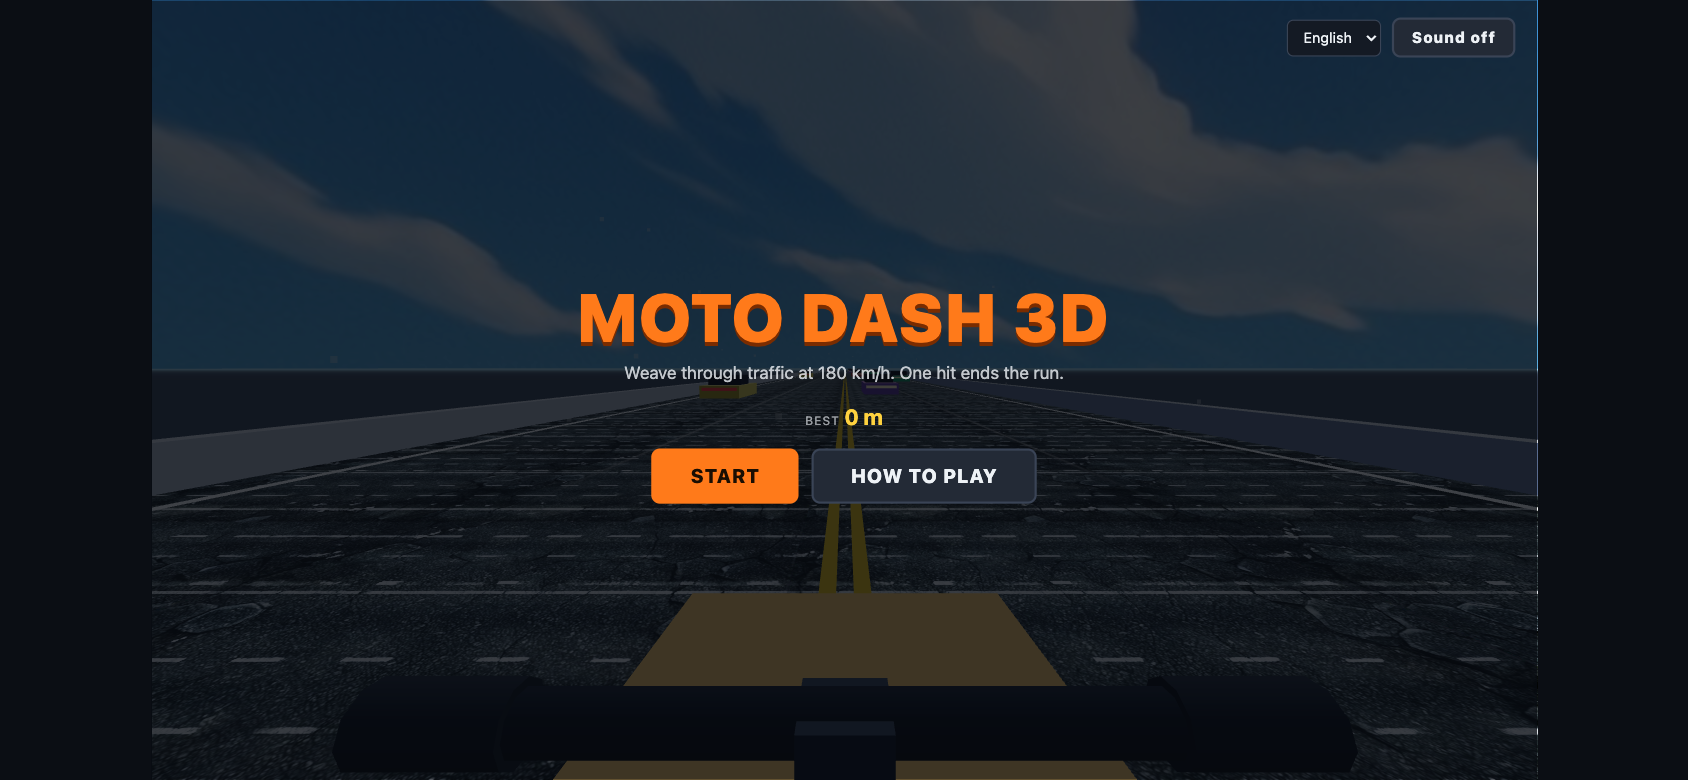 English
Sound off
MOTO DASH 3D
Weave through traffic at 180 km/h. One hit ends the run.
BEST 0 m
START
HOW TO PLAY